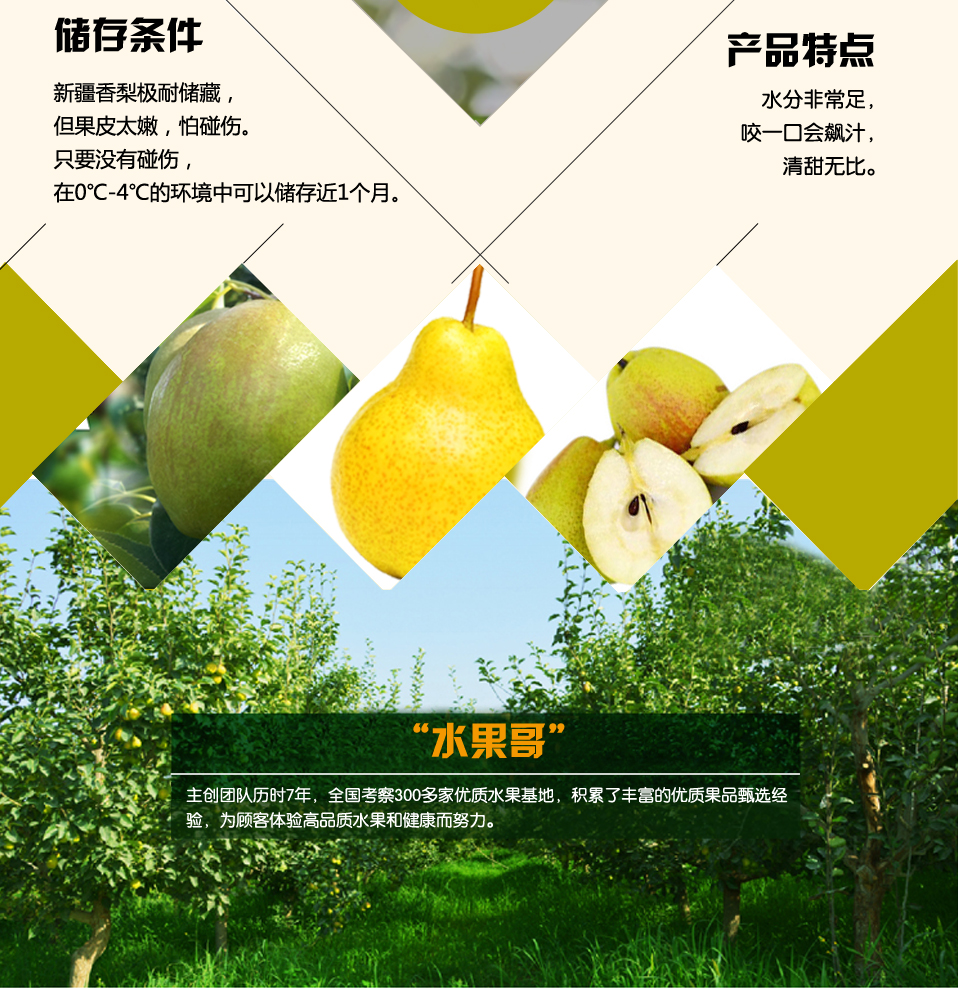 储存条件
新疆香梨极耐储藏，
但果皮太嫩，怕碰伤。
只要没有碰伤，
在0℃-4℃的环境中可以储存近1个月。
产品特点
水分非常足，
咬一口会飙汁，
清甜无比。
“水果哥”
主创团队历时7年，全国考察300多家优质水果基地，积累了丰富的优质果品甄选经
验，为顾客体验高品质水果和健康而努力。